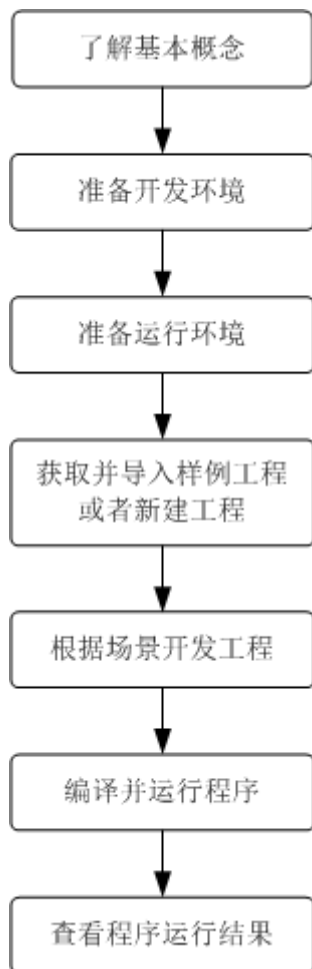 了解基本概念
准备开发环境
准备运行环境
获取并导入样例工程
或者新建工程
根据场景开发工程
编译并运行程序
查看程序运行结果